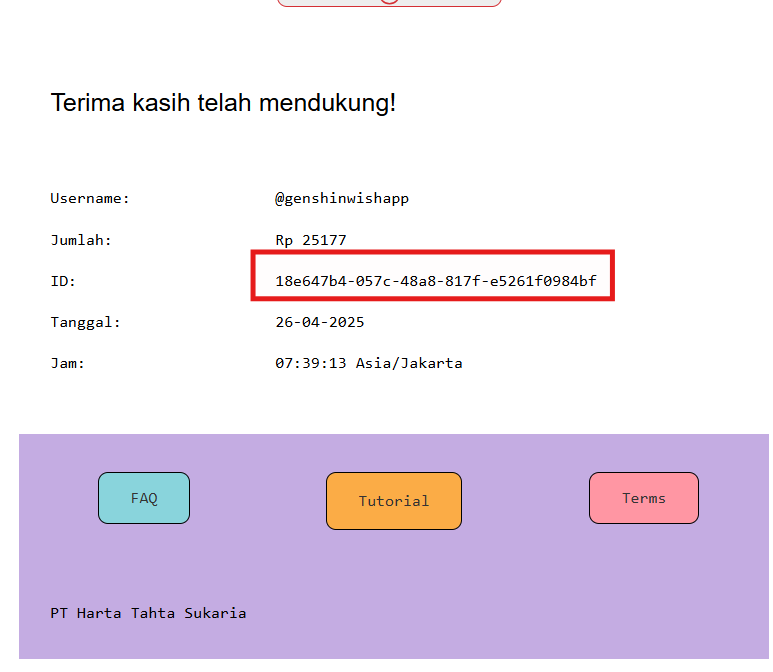 Terima kasih telah mendukung!
Username: @genshinwishapp
Jumlah: Rp 25177
ID: 18e647b4-057c-48a8-817f-e5261f0984bf
Tanggal: 26-04-2025
Jam: 07:39:13 Asia/Jakarta
FAQ Tutorial Terms
PT Harta Tahta Sukaria